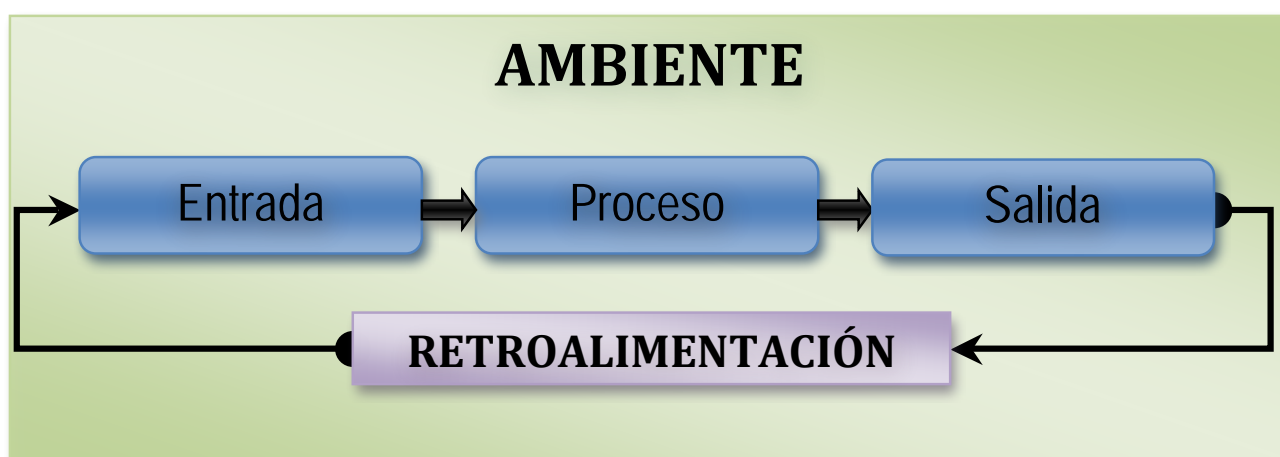 AMBIENTE
Entrada
Proceso
Salida
RETROALIMENTACIÓN